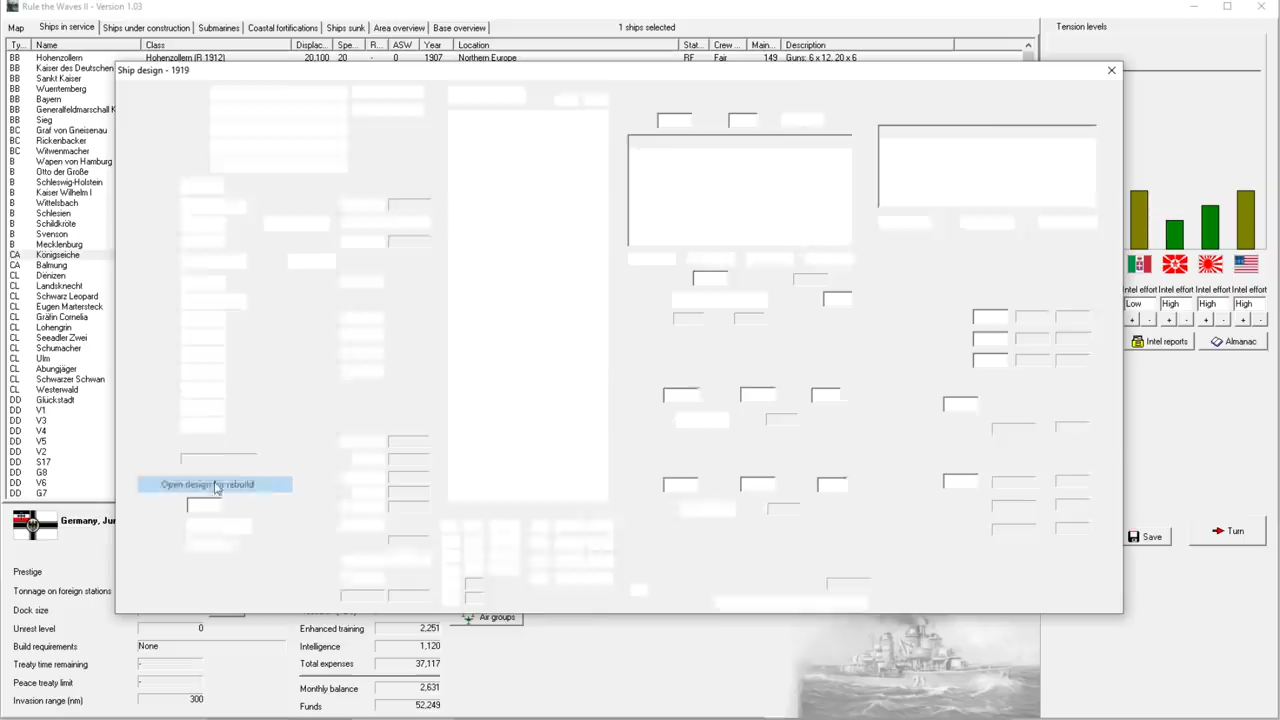 Rule the Waves II - Version 1.03
Map Ships in service Ships under construction Submarines Coastal fortifications Ships sunk Area overview Base overview 1 ships selected Tension levels
Ty... Name Class Displac... Spe... R... ASW Year Location Stat... Crew ... Main... Description
BB Hohenzollern Hohenzollern (R 1912) 20,100 20 - 0 1907 Northern Europe RF Fair 149 Guns: 6 x 12, 20 x 6
BB Kaiser des Deutschen
BB Sankt Kaiser
BB Wuerttemberg
BB Bayern
BB Generalfeldmarschall K
BB Sieg
BC Graf von Gneisenau
BC Rickenbacker
BC Witwenmacher
B Wapen von Hamburg
B Otto der Große
B Schleswig-Holstein
B Kaiser Wilhelm I
B Wittelsbach
B Schlesien
B Schildkröte
B Svenson
B Mecklenburg
CA Königseiche
CA Balmung
CL Denizen
CL Landsknecht
CL Schwarz Leopard
CL Eugen Martersteck
CL Gräfin Cornelia
CL Lohengrin
CL Seeadler Zwei
CL Schumacher
CL Ulm
CL Abungjäger
CL Schwarzer Schwan
CL Westerwald
DD Glückstadt
DD V1
DD V3
DD V4
DD V5
DD V2
DD S17
DD G8
DD V6
DD G7
Ship design - 1919
Open design for rebuild
Intel effort Intel effort Intel effort Intel effort
Low High High High
+ - + - + - + -
Intel reports Almanac
Save Turn
Germany, Jun
Prestige
Tonnage on foreign stations
Dock size
Unrest level 0
Build requirements None
Treaty time remaining -
Peace treaty limit -
Invasion range (nm) 300
Air groups
Enhanced training 2,251
Intelligence 1,120
Total expenses 37,117
Monthly balance 2,631
Funds 52,249